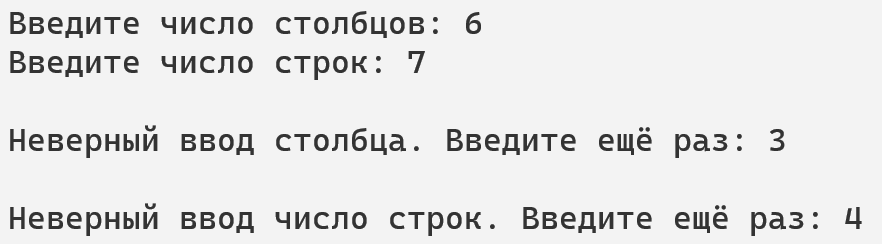 Введите число столбцов: 6
Введите число строк: 7
Неверный ввод столбца. Введите ещё раз: 3
Неверный ввод число строк. Введите ещё раз: 4